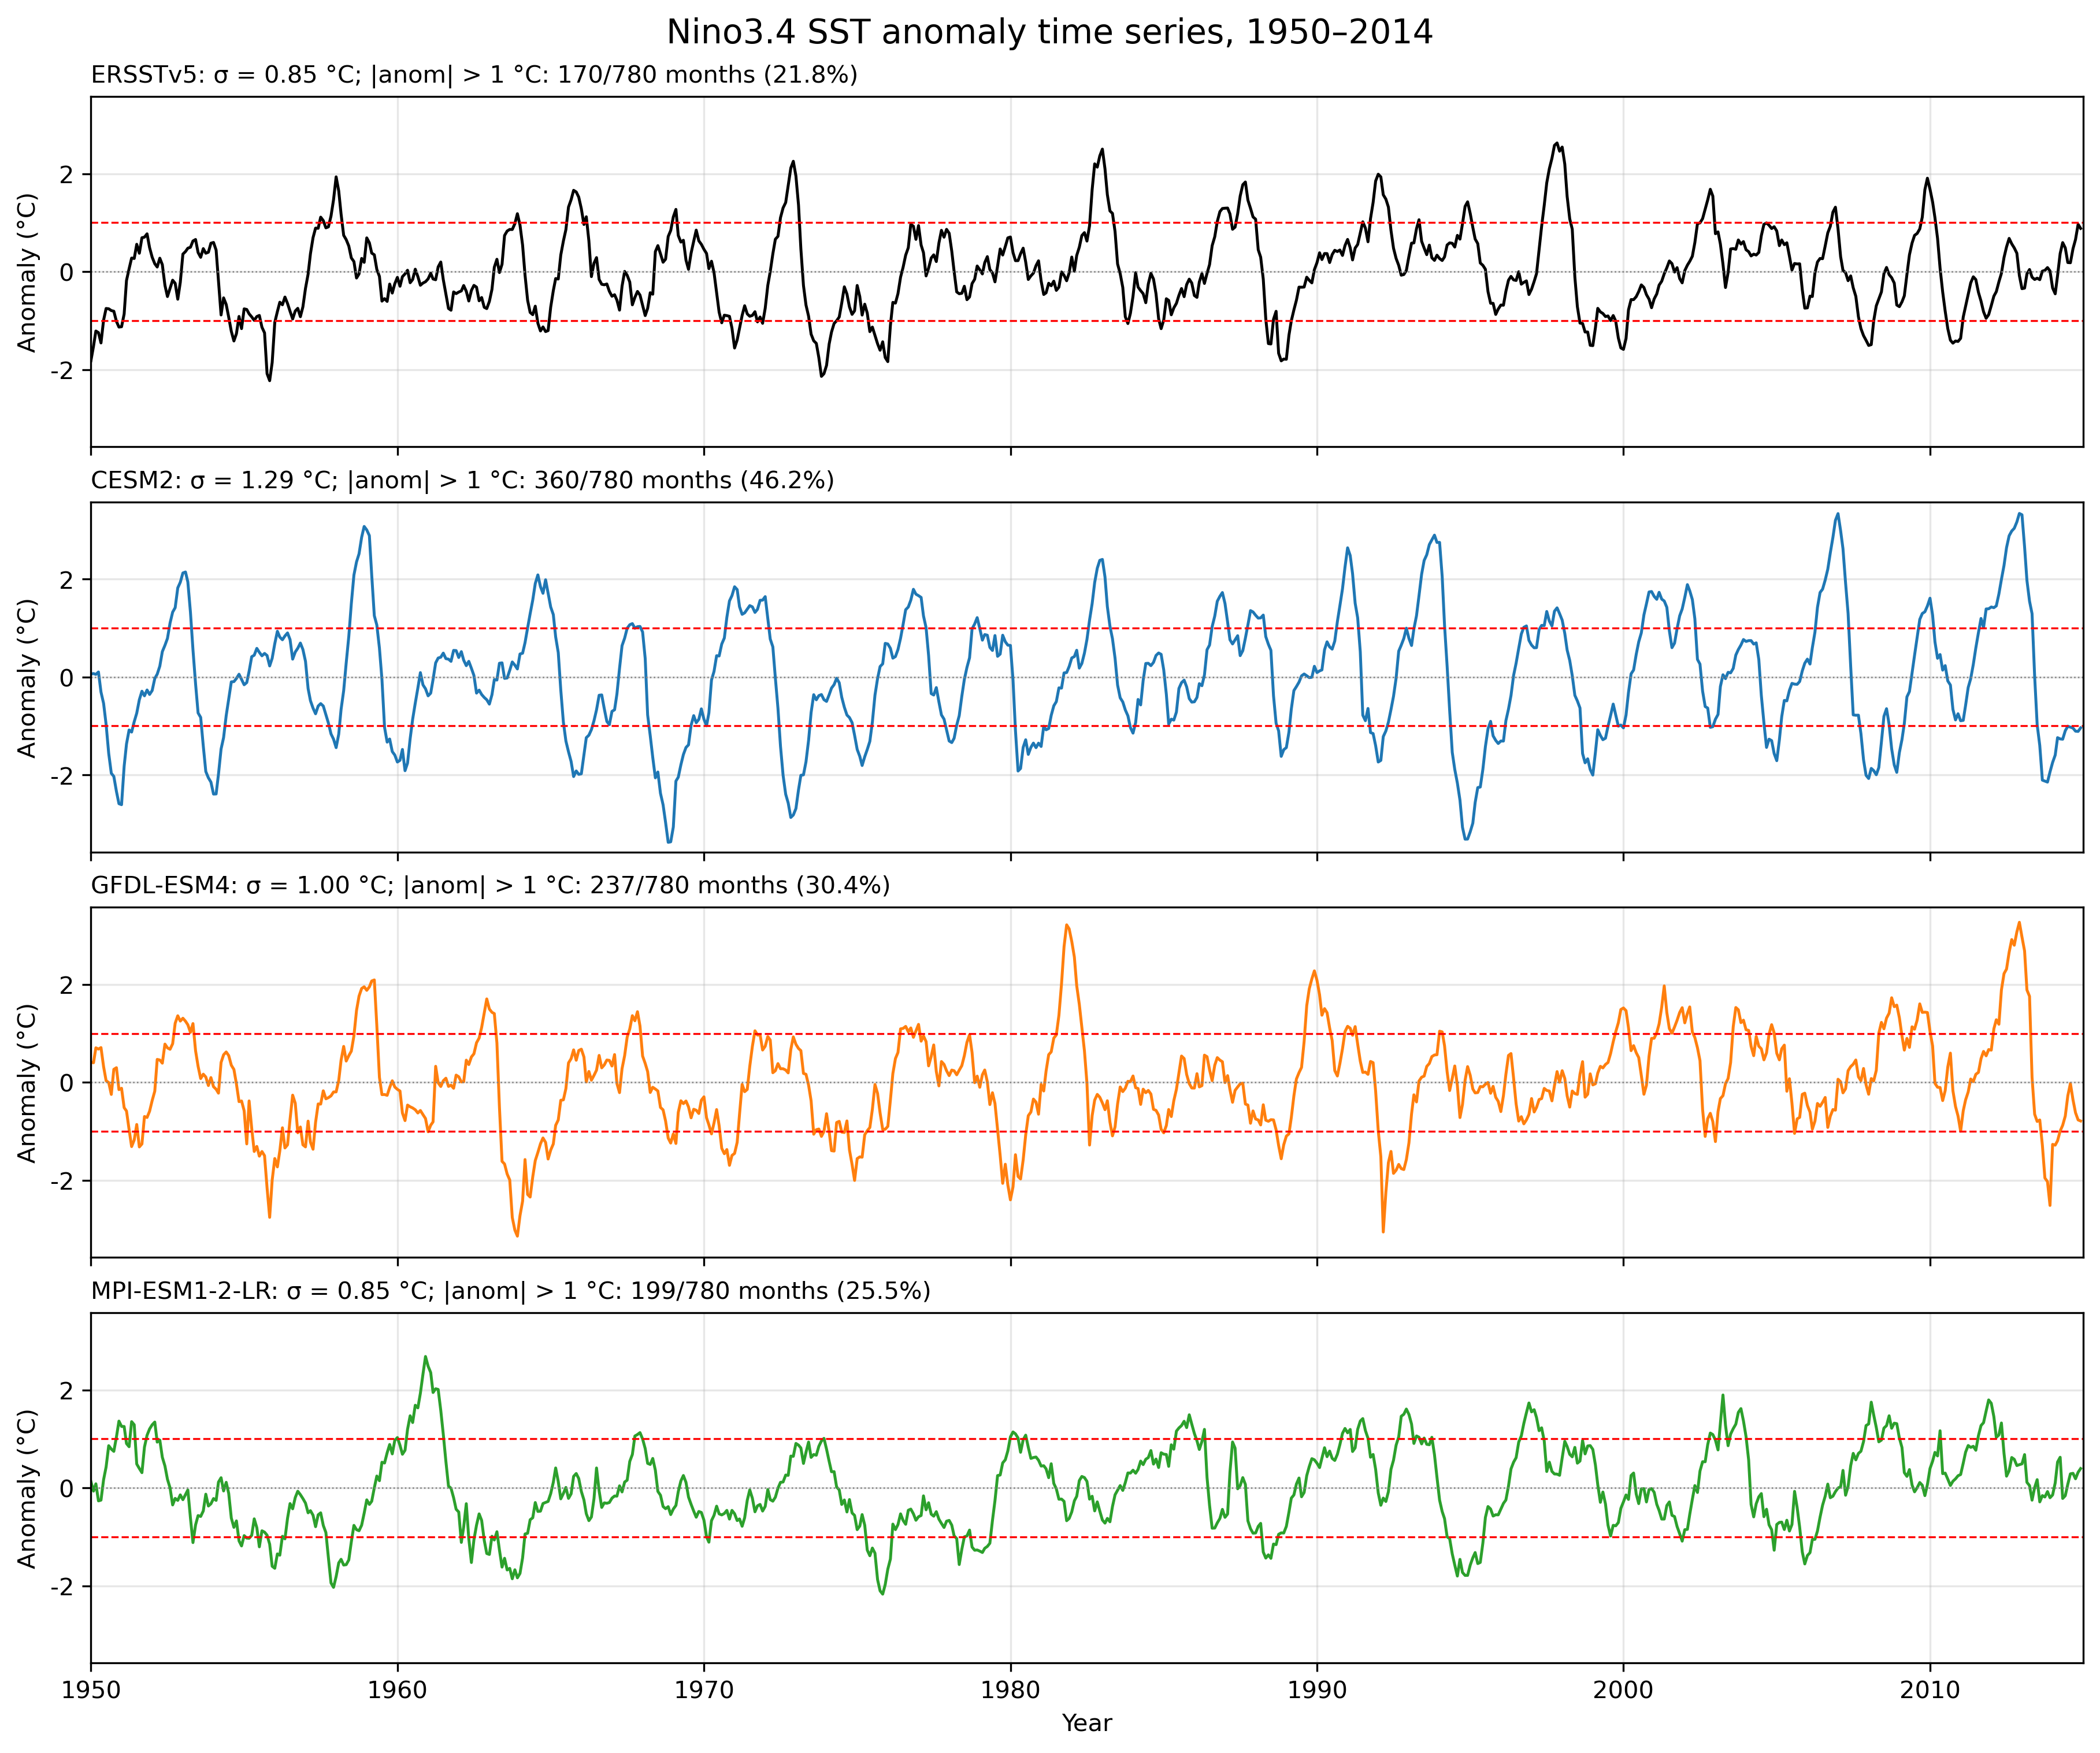 Nino3.4 SST anomaly time series, 1950–2014
ERSSTv5: σ = 0.85 °C; |anom| > 1 °C: 170/780 months (21.8%)
Anomaly (°C)
2
0
-2
CESM2: σ = 1.29 °C; |anom| > 1 °C: 360/780 months (46.2%)
Anomaly (°C)
2
0
-2
GFDL-ESM4: σ = 1.00 °C; |anom| > 1 °C: 237/780 months (30.4%)
Anomaly (°C)
2
0
-2
MPI-ESM1-2-LR: σ = 0.85 °C; |anom| > 1 °C: 199/780 months (25.5%)
Anomaly (°C)
2
0
-2
1950 1960 1970 1980 1990 2000 2010
Year